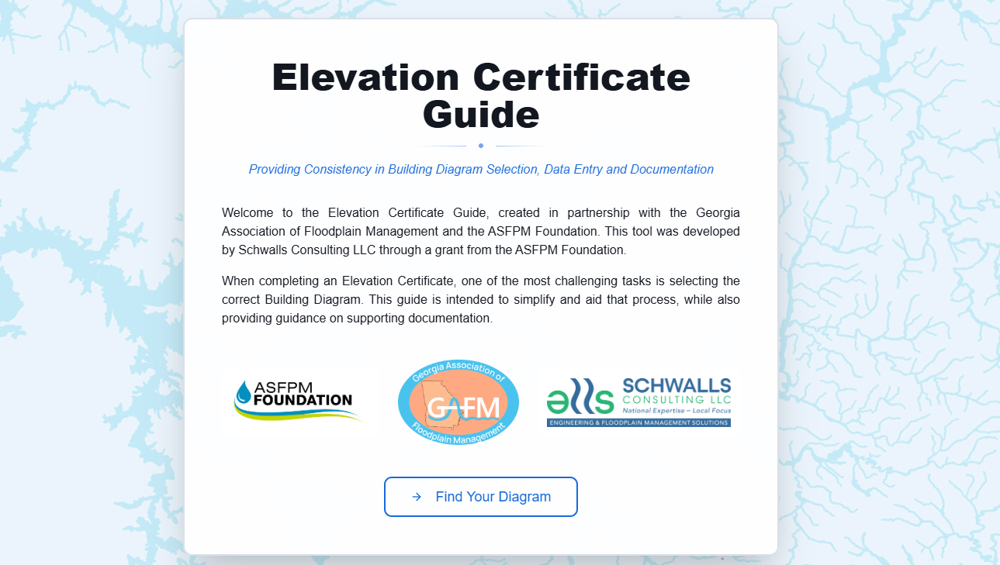 Elevation Certificate
Guide
Providing Consistency in Building Diagram Selection, Data Entry and Documentation
Welcome to the Elevation Certificate Guide, created in partnership with the Georgia
Association of Floodplain Management and the ASFPM Foundation. This tool was developed
by Schwalls Consulting LLC through a grant from the ASFPM Foundation.
When completing an Elevation Certificate, one of the most challenging tasks is selecting the
correct Building Diagram. This guide is intended to simplify and aid that process, while also
providing guidance on supporting documentation.
ASFPM
FOUNDATION
Georgia Association of
GAFM
Floodplain Management
ells
SCHWALLS
CONSULTING LLC
National Expertise – Local Focus
ENGINEERING & FLOODPLAIN MANAGEMENT SOLUTIONS
Find Your Diagram